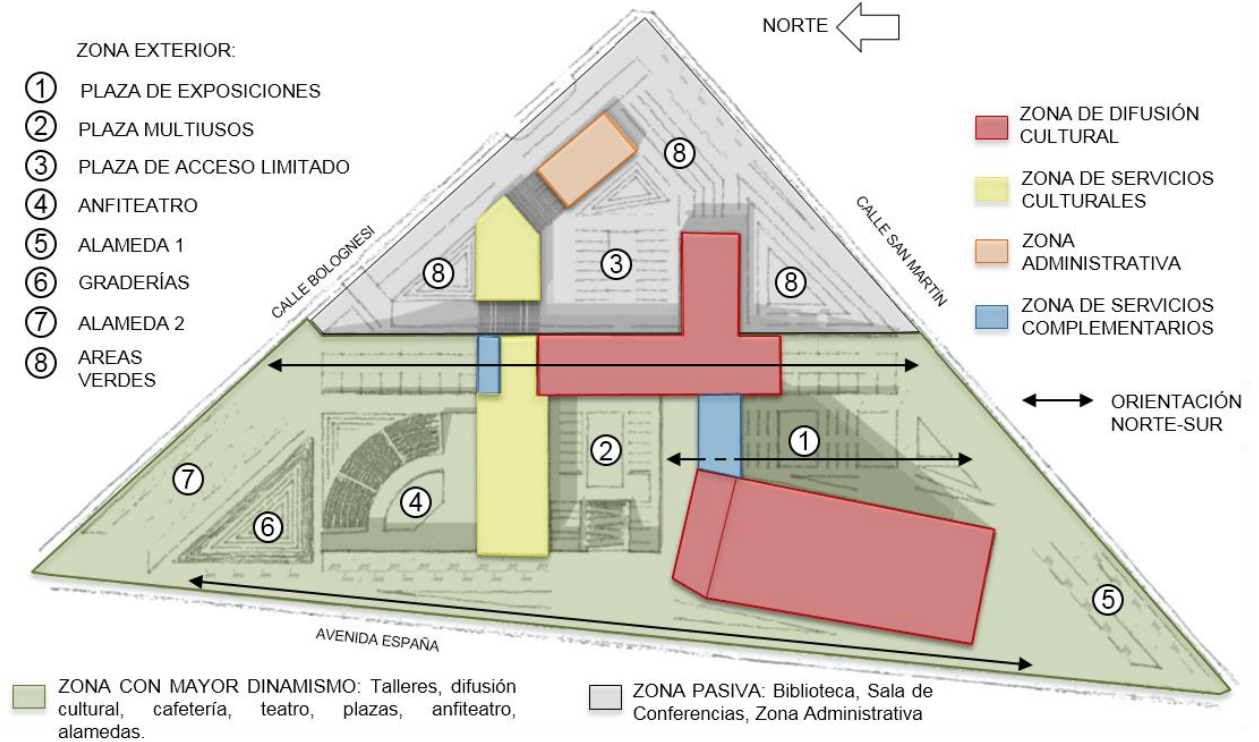 NORTE
ZONA EXTERIOR:
1 PLAZA DE EXPOSICIONES
2 PLAZA MULTIUSOS
3 PLAZA DE ACCESO LIMITADO
4 ANFITEATRO
5 ALAMEDA 1
6 GRADERÍAS
7 ALAMEDA 2
8 AREAS
VERDES
ZONA DE DIFUSIÓN
CULTURAL
ZONA DE SERVICIOS
CULTURALES
ZONA
ADMINISTRATIVA
ZONA DE SERVICIOS
COMPLEMENTARIOS
ORIENTACIÓN
NORTE-SUR
CALLE BOLOGNESI
CALLE SAN MARTÍN
8
8
3
8
1
2
7
4
6
5
AVENIDA ESPAÑA
ZONA CON MAYOR DINAMISMO: Talleres, difusión
cultural, cafetería, teatro, plazas, anfiteatro,
alamedas.
ZONA PASIVA: Biblioteca, Sala de
Conferencias, Zona Administrativa